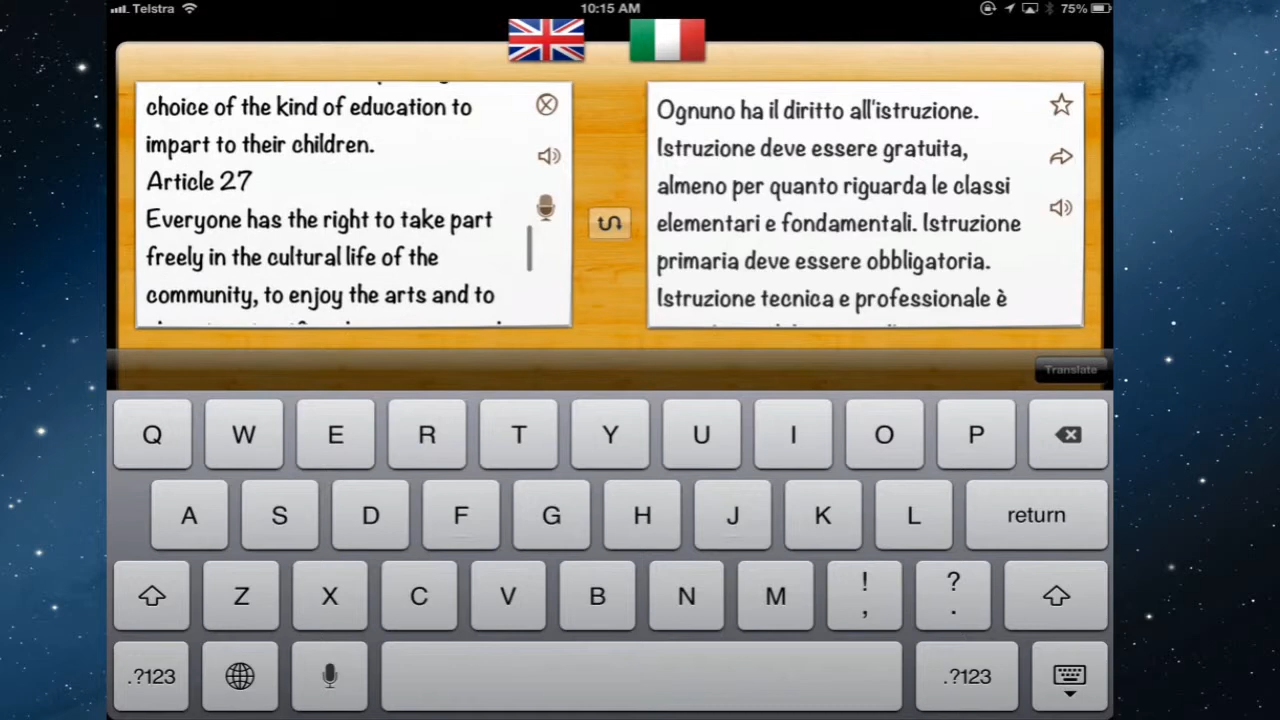 Telstra
10:15 AM
75%
choice of the kind of education to
impart to their children.
Article 27
Everyone has the right to take part
freely in the cultural life of the
community, to enjoy the arts and to
Ognuno ha il diritto all'istruzione.
Istruzione deve essere gratuita,
almeno per quanto riguarda le classi
elementari e fondamentali. Istruzione
primaria deve essere obbligatoria.
Istruzione tecnica e professionale è
Translate
Q W E R T Y U I O P
A S D F G H J K L return
Z X C V B N M ! , ? .
.?123 .?123